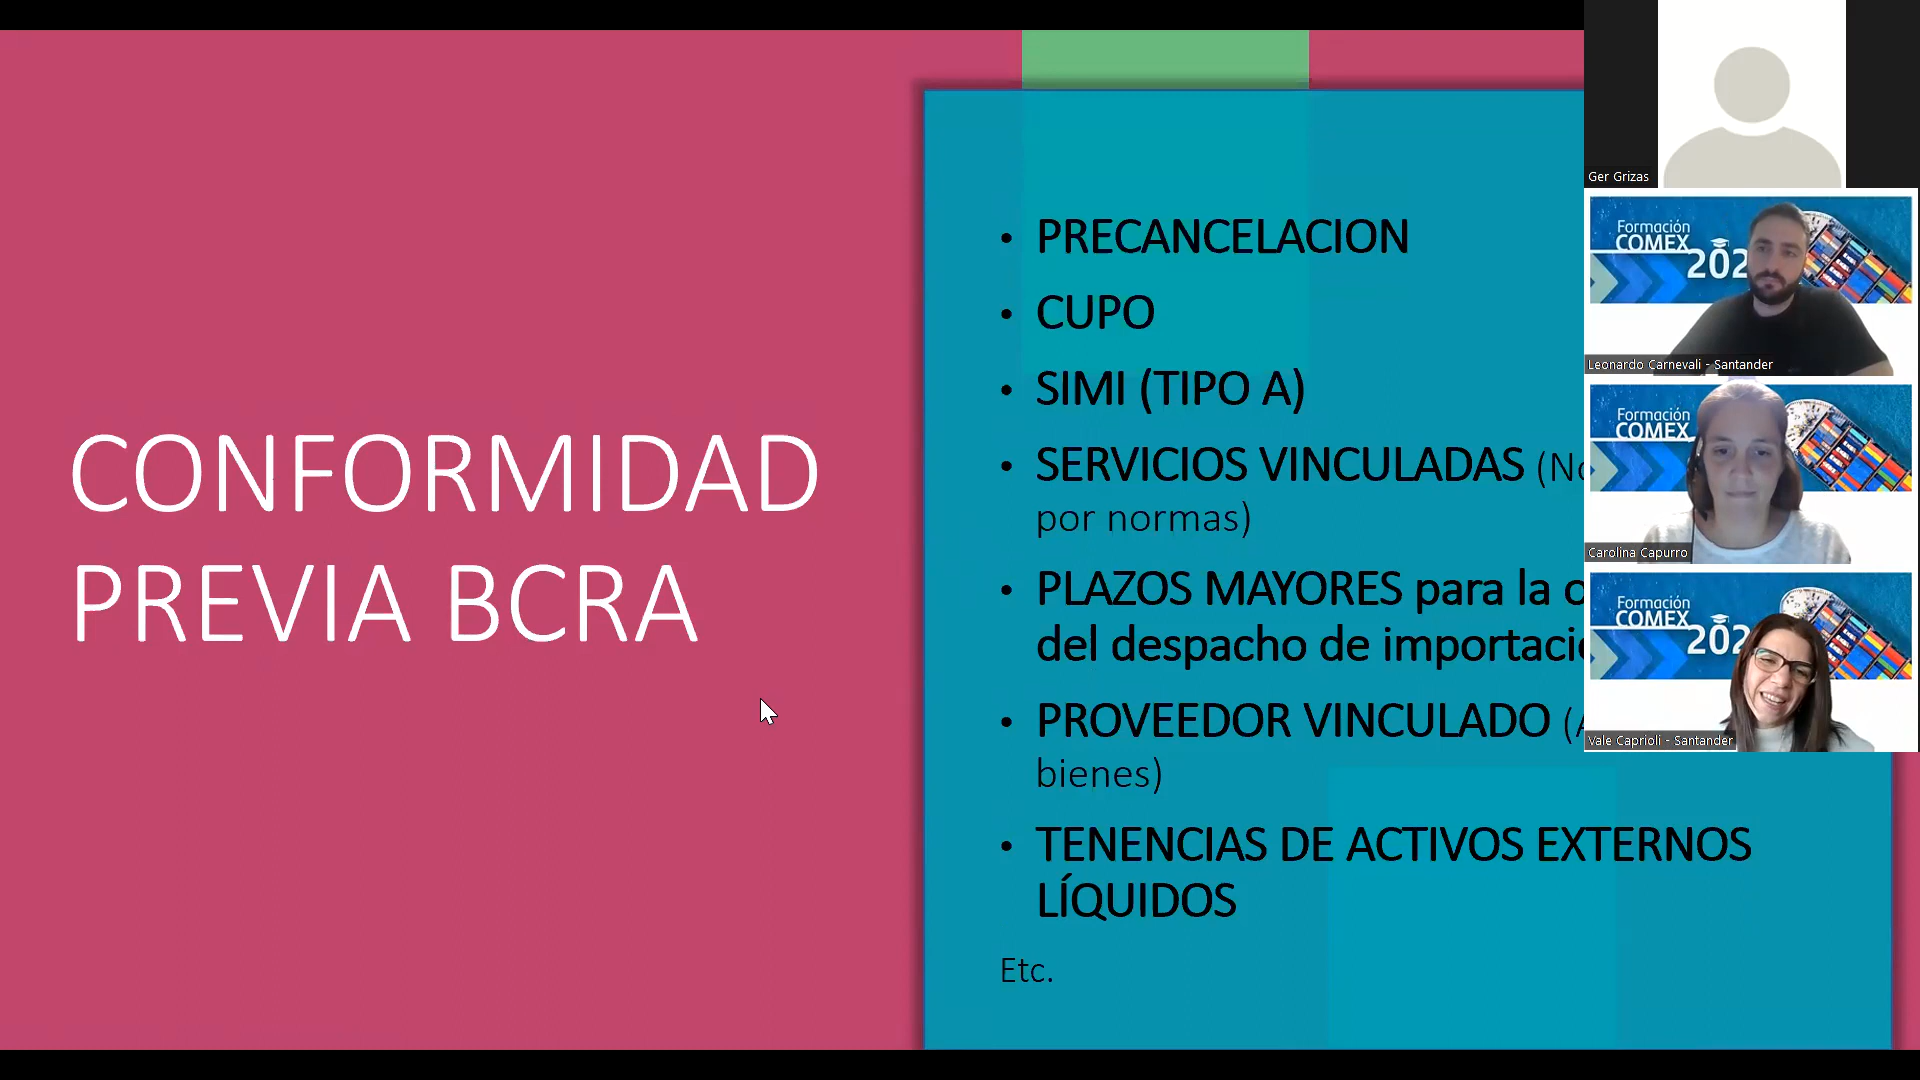 CONFORMIDAD
PREVIA BCRA
• PRECANCELACION
• CUPO
• SIMI (TIPO A)
• SERVICIOS VINCULADAS
por normas)
• PLAZOS MAYORES para la
del despacho de
• PROVEEDOR VINCULADO
bienes)
• TENENCIAS DE ACTIVOS EXTERNOS
LÍQUIDOS
Etc.
Ger Grizas
Formación
COMEX
Leonardo Carnevali - Santander
Formación
COMEX
Carolina Capurro
Formación
COMEX
Vale Caprioli - Santander